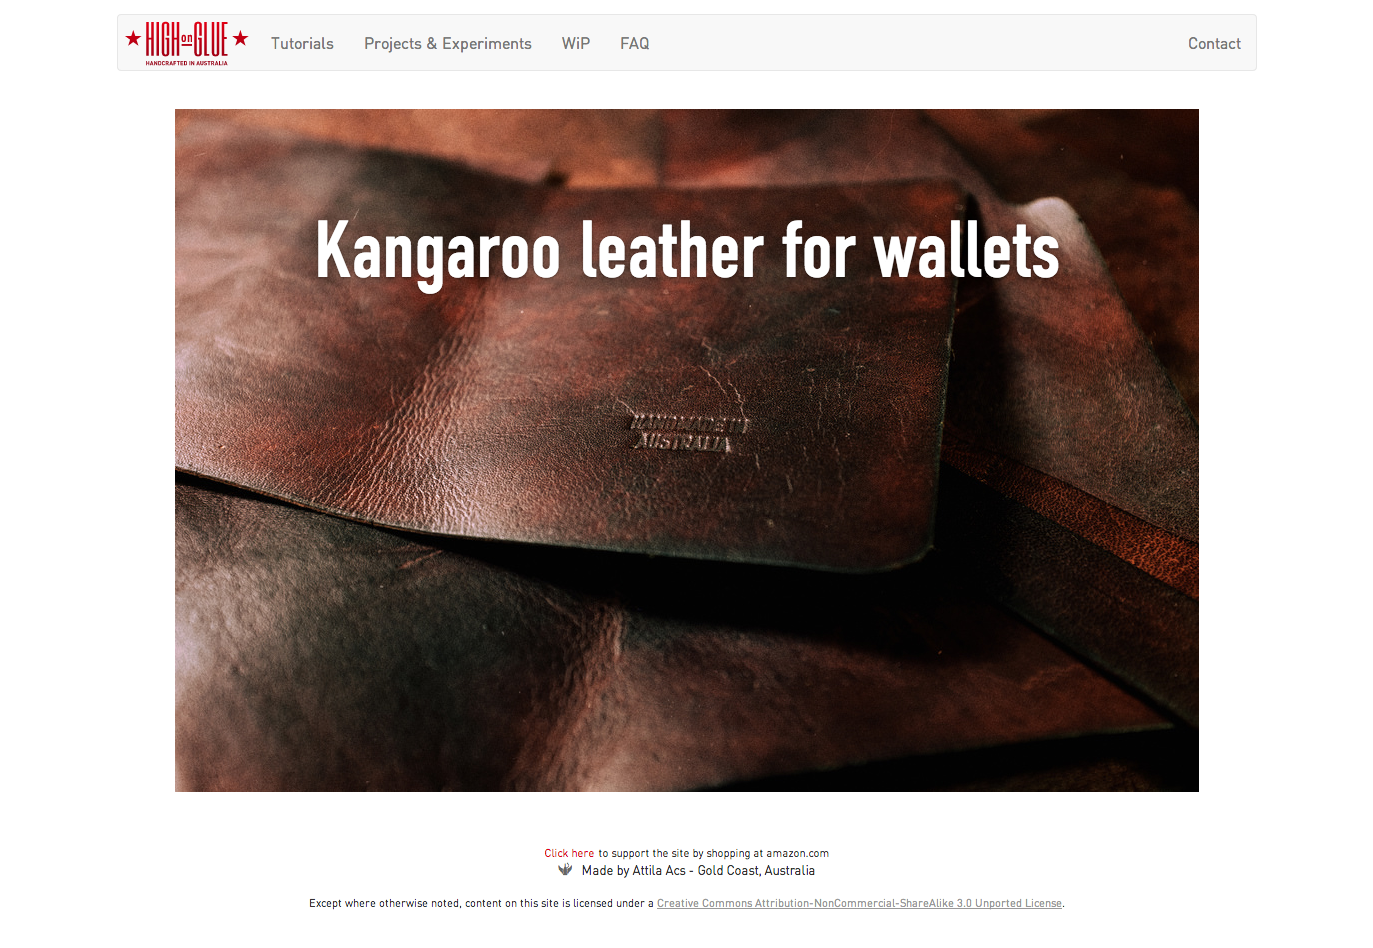 HIGH on GLUE
HANDCRAFTED IN AUSTRALIA
Tutorials
Projects & Experiments
WiP
FAQ
Contact
Kangaroo leather for wallets
HANDMADE IN
AUSTRALIA
Click here to support the site by shopping at amazon.com
Made by Attila Acs - Gold Coast, Australia
Except where otherwise noted, content on this site is licensed under a Creative Commons Attribution-NonCommercial-ShareAlike 3.0 Unported License.